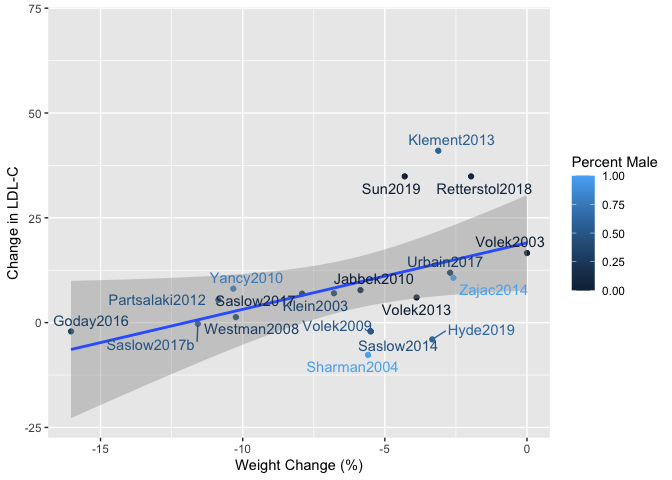 75
50
25
0
-25
Change in LDL-C
Klement2013
Sun2019
Retterstol2018
Volek2003
Urbain2017
Yancy2010
Jabbek2010
Zajac2014
Partsalaki2012
Saslow2017
Klein2003
Volek2013
Goday2016
Westman2008
Volek2009
Hyde2019
Saslow2017b
Saslow2014
Sharman2004
-15
-10
-5
0
Weight Change (%)
Percent Male
1.00
0.75
0.50
0.25
0.00